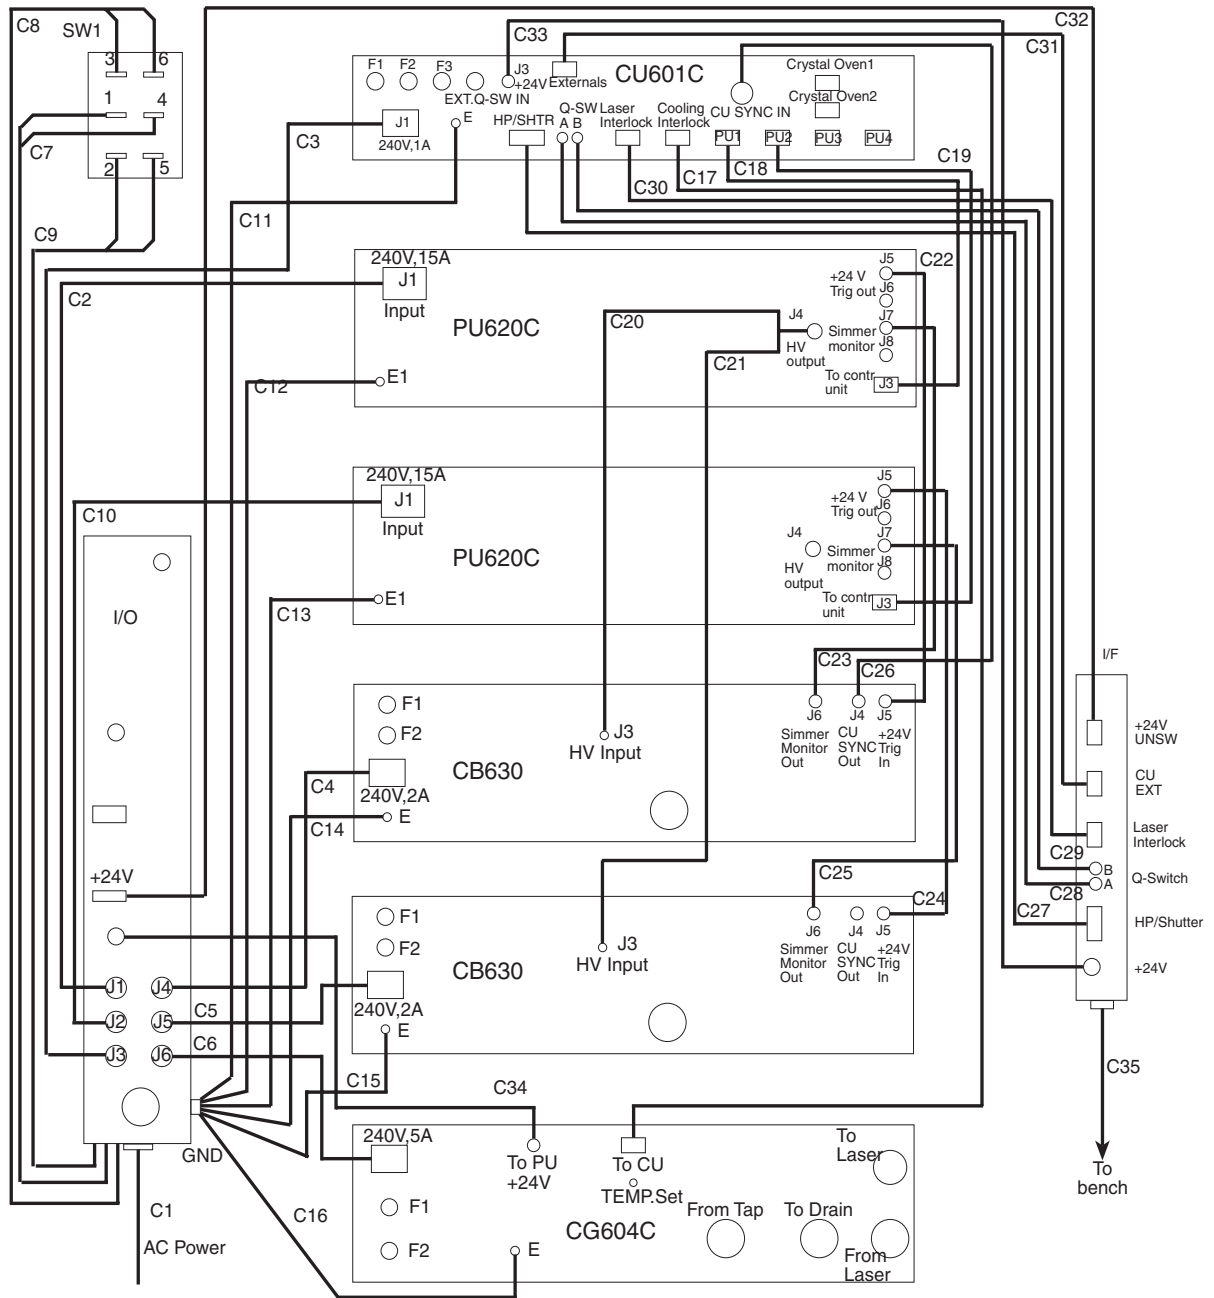 C8
SW1
3
6
1
4
2
5
C7
C9
C33
C32
C31
F1
F2
F3
J3
+24V
Externals
CU601C
Crystal Oven1
Crystal Oven2
EXT.Q-SW IN
J1
240V,1A
E
HP/SHTR
Q-SW
A B
Laser
Interlock
Cooling
Interlock
CU SYNC IN
PU1
PU2
PU3
PU4
C3
C11
C30
C17
C18
C19
240V,15A
J1
Input
PU620C
E1
C2
C12
C20
C21
J4
HV
output
J5
+24 V
Trig out
J6
J7
Simmer
monitor
J8
To contr
unit
J3
C22
240V,15A
J1
Input
PU620C
E1
C10
C13
J4
HV
output
J5
+24 V
Trig out
J6
J7
Simmer
monitor
J8
To contr
unit
J3
I/O
C23
C26
F1
F2
240V,2A
E
C4
C14
CB630
J3
HV Input
J6
Simmer
Monitor
Out
J4
CU
SYNC
Out
J5
+24V
Trig
In
I/F
+24V
UNSW
CU
EXT
Laser
Interlock
C29
B
A
Q-Switch
C28
C27
HP/Shutter
+24V
C25
C24
F1
F2
240V,2A
E
CB630
J3
HV Input
J6
Simmer
Monitor
Out
J4
CU
SYNC
Out
J5
+24V
Trig
In
+24V
J1
J4
J2
J5
J3
J6
C5
C6
C15
C34
C35
To
bench
GND
240V,5A
To PU
+24V
To CU
TEMP.Set
To
Laser
F1
F2
E
CG604C
From Tap
To Drain
From
Laser
C16
C1
AC Power